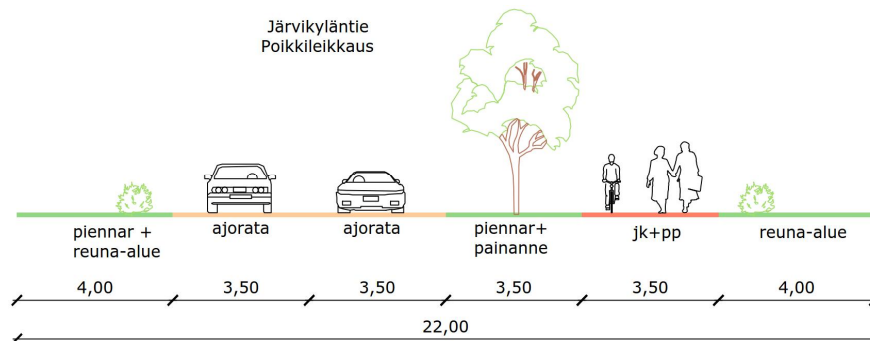 Järvikyläntie
Poikkileikkaus
piennar +
reuna-alue
ajorata
ajorata
piennar+
painanne
jk+pp
reuna-alue
4,00
3,50
3,50
3,50
3,50
4,00
22,00